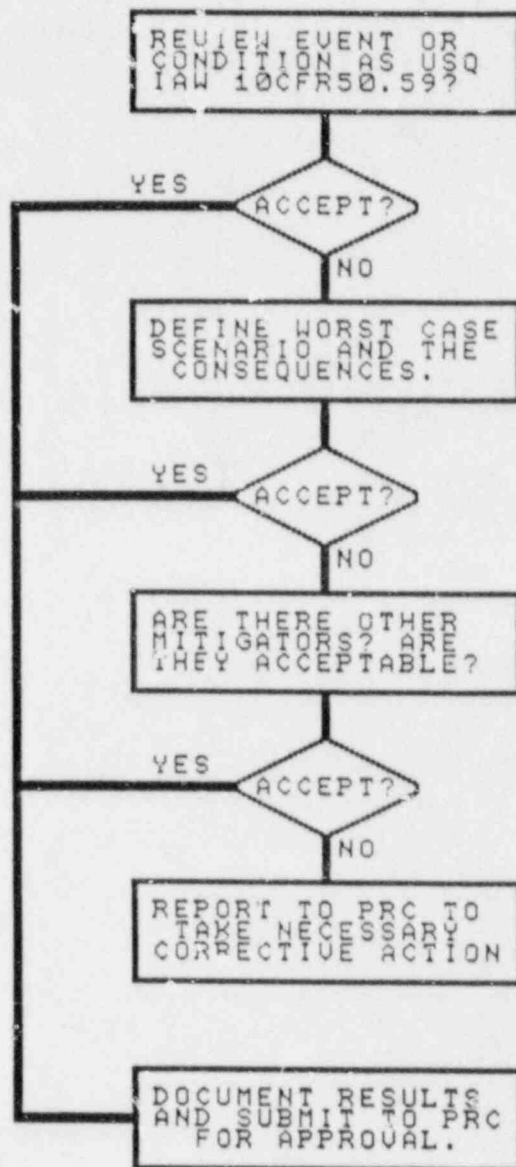 REVIEW EVENT OR
CONDITION AS USQ
IAW 10CFR50.59?
YES
ACCEPT?
NO
DEFINE WORST CASE
SCENARIO AND THE
CONSEQUENCES.
YES
ACCEPT?
NO
ARE THERE OTHER
MITIGATORS? ARE
THEY ACCEPTABLE?
YES
ACCEPT?
NO
REPORT TO PRC TO
TAKE NECESSARY
CORRECTIVE ACTION
DOCUMENT RESULTS
AND SUBMIT TO PRC
FOR APPROVAL.